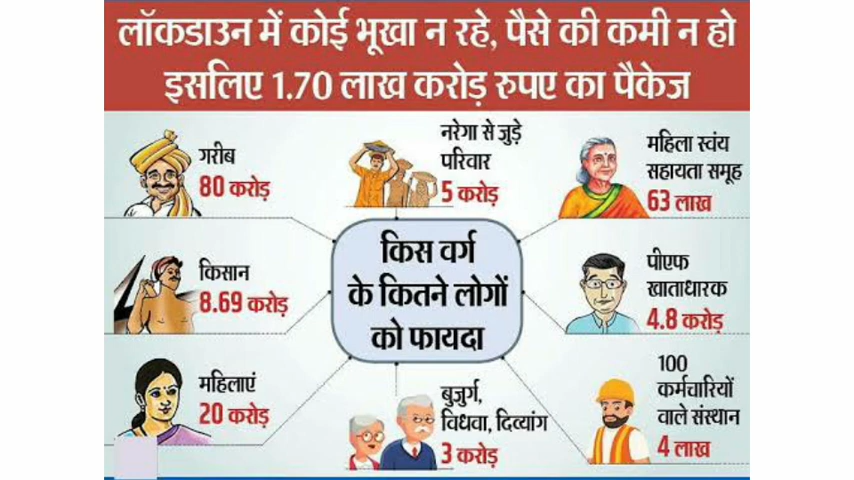 लॉकडाउन में कोई भूखा न रहे, पैसे की कमी न हो
इसलिए 1.70 लाख करोड़ रुपए का पैकेज
गरीब
80 करोड़
नरेगा से जुड़े
परिवार
5 करोड़
महिला स्वंय
सहायता समूह
63 लाख
किसान
8.69 करोड़
किस वर्ग
के कितने लोगों
को फायदा
पीएफ
खाताधारक
4.8 करोड़
महिलाएं
20 करोड़
बुजुर्ग,
विधवा, दिव्यांग
3 करोड़
100
कर्मचारियों
वाले संस्थान
4 लाख